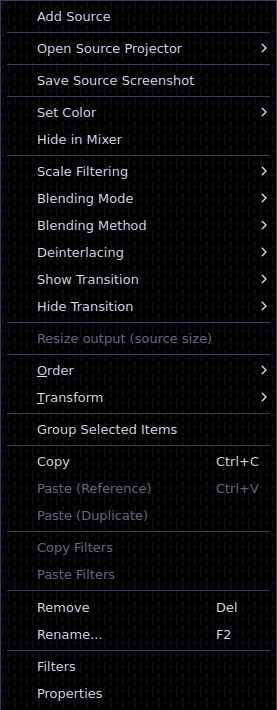 Add Source
Open Source Projector
Save Source Screenshot
Set Color
Hide in Mixer
Scale Filtering
Blending Mode
Blending Method
Deinterlacing
Show Transition
Hide Transition
Resize output (source size)
Order
Transform
Group Selected Items
Copy Ctrl+C
Paste (Reference) Ctrl+V
Paste (Duplicate)
Copy Filters
Paste Filters
Remove Del
Rename... F2
Filters
Properties